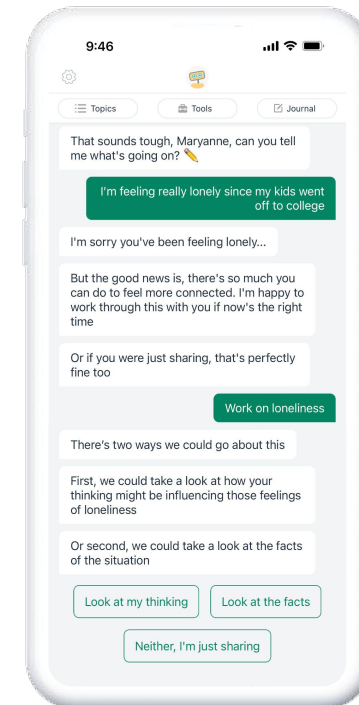 9:46
Topics
Tools
Journal
That sounds tough, Maryanne, can you tell
me what's going on? ✏️
I'm feeling really lonely since my kids went
off to college
I'm sorry you've been feeling lonely...
But the good news is, there's so much you
can do to feel more connected. I'm happy to
work through this with you if now's the right
time
Or if you were just sharing, that's perfectly
fine too
Work on loneliness
There's two ways we could go about this
First, we could take a look at how your
thinking might be influencing those feelings
of loneliness
Or second, we could take a look at the facts
of the situation
Look at my thinking
Look at the facts
Neither, I'm just sharing